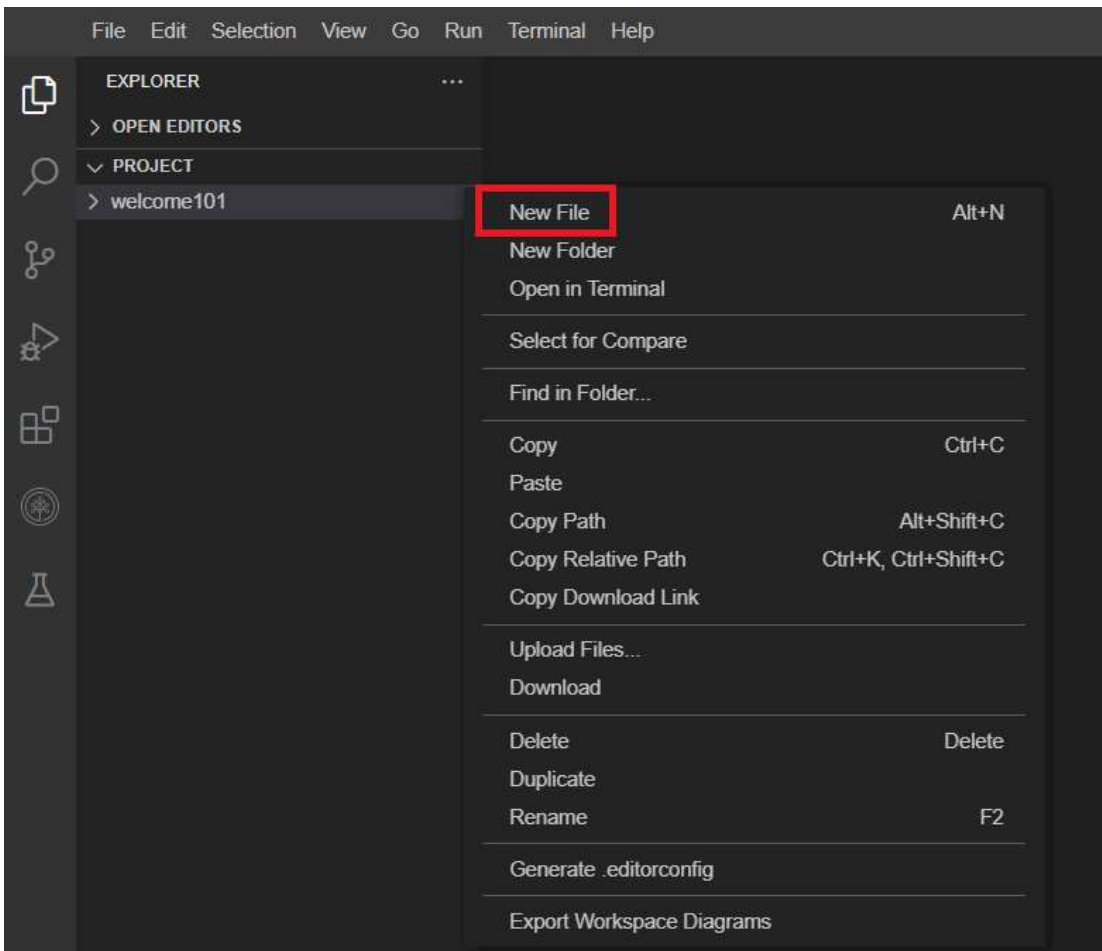 File Edit Selection View Go Run Terminal Help
EXPLORER ...
> OPEN EDITORS
PROJECT
> welcome101
New File Alt+N
New Folder
Open in Terminal
Select for Compare
Find in Folder...
Copy Ctrl+C
Paste
Copy Path Alt+Shift+C
Copy Relative Path Ctrl+K, Ctrl+Shift+C
Copy Download Link
Upload Files...
Download
Delete Delete
Duplicate
Rename F2
Generate .editorconfig
Export Workspace Diagrams